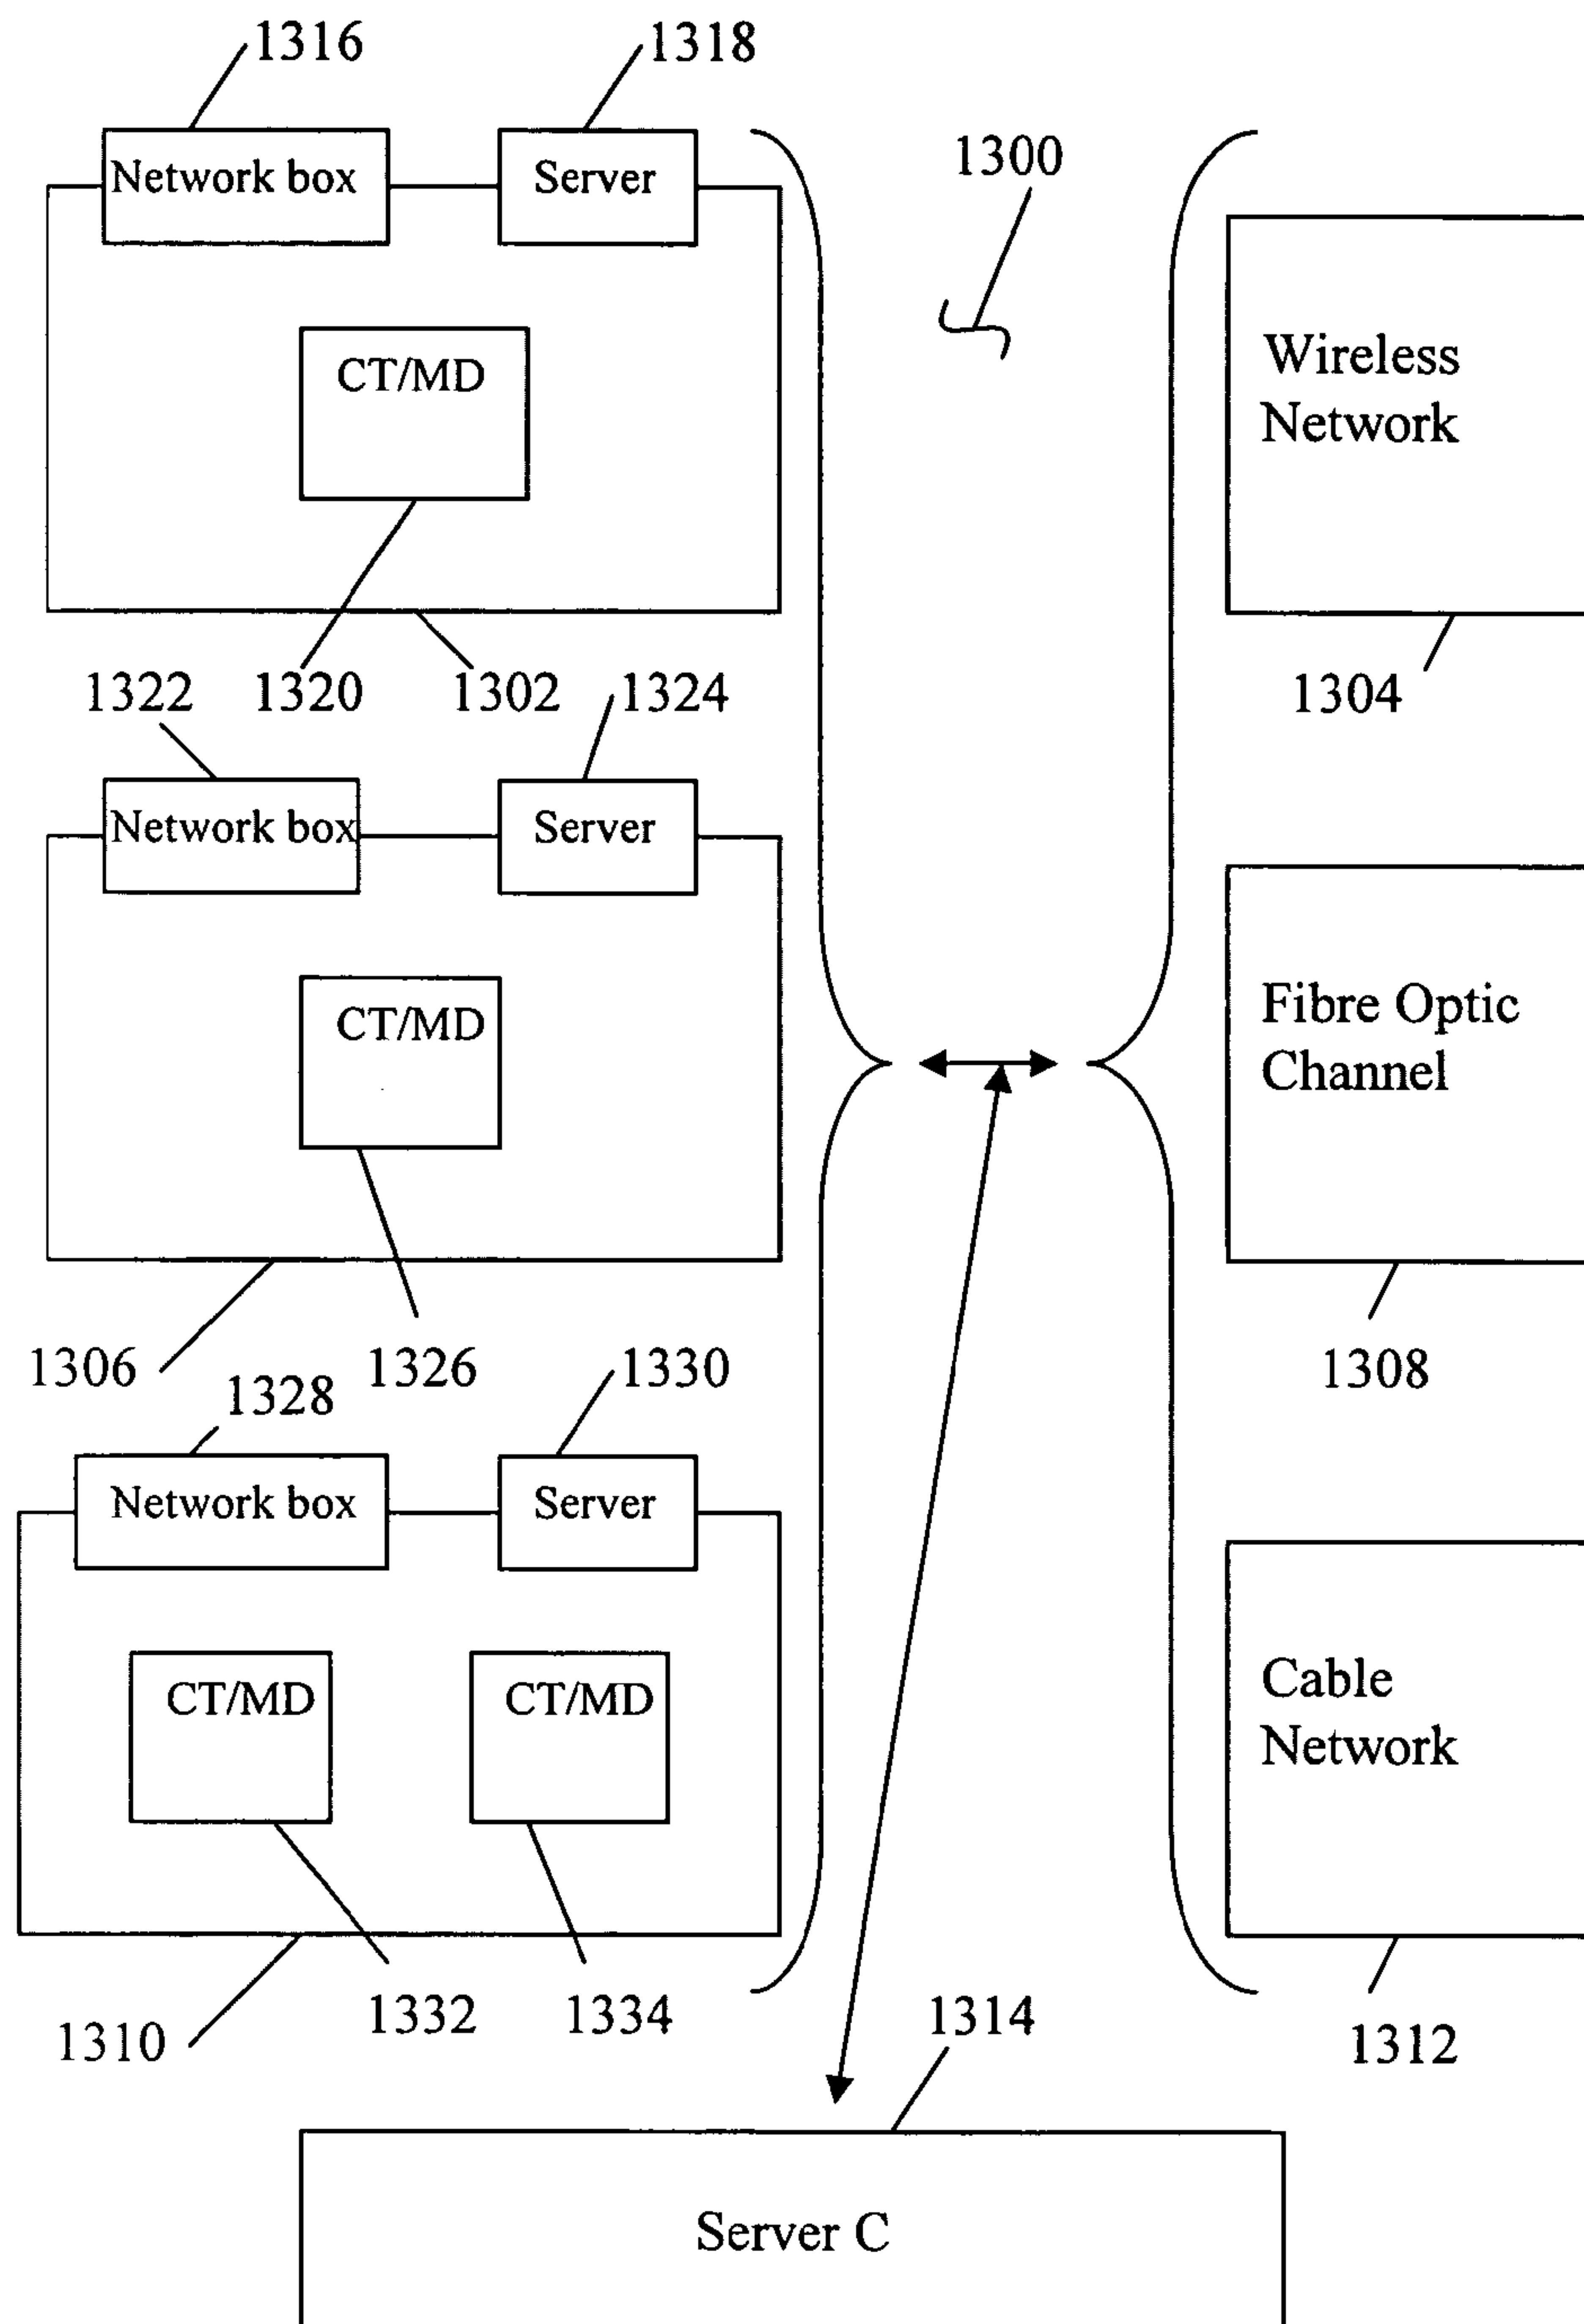 1316
1318
1300
Network box
Server
CT/MD
Wireless
Network
1322
1320
1302
1324
1304
Network box
Server
CT/MD
Fibre Optic
Channel
1306
1328
1326
1330
1308
Network box
Server
CT/MD
CT/MD
Cable
Network
1310
1332
1334
1314
1312
Server C